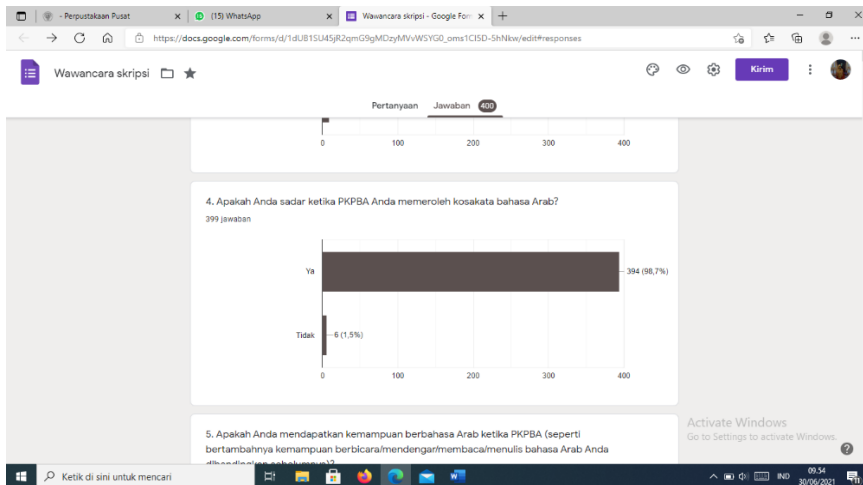 - Perpustakaan Pusat
(15) WhatsApp
Wawancara skripsi - Google Form
https://docs.google.com/forms/d/1dU81SU45jR2qmG9gMDzyMVvWSYG0_oms1CI5D-5hNkw/edit#responses
Wawancara skripsi
Kirim
Pertanyaan Jawaban 400
0 100 200 300 400
4. Apakah Anda sadar ketika PKPBA Anda memeroleh kosakata bahasa Arab?
399 jawaban
Ya
394 (98,7%)
Tidak
6 (1,5%)
0 100 200 300 400
5. Apakah Anda mendapatkan kemampuan berbahasa Arab ketika PKPBA (seperti
bertambahnya kemampuan berbicara/mendengar/membaca/menulis bahasa Arab Anda
dibandingkan sebelumnya)?
Activate Windows
Go to Settings to activate Windows.
Ketik di sini untuk mencari
IND
09.54
30/06/2021